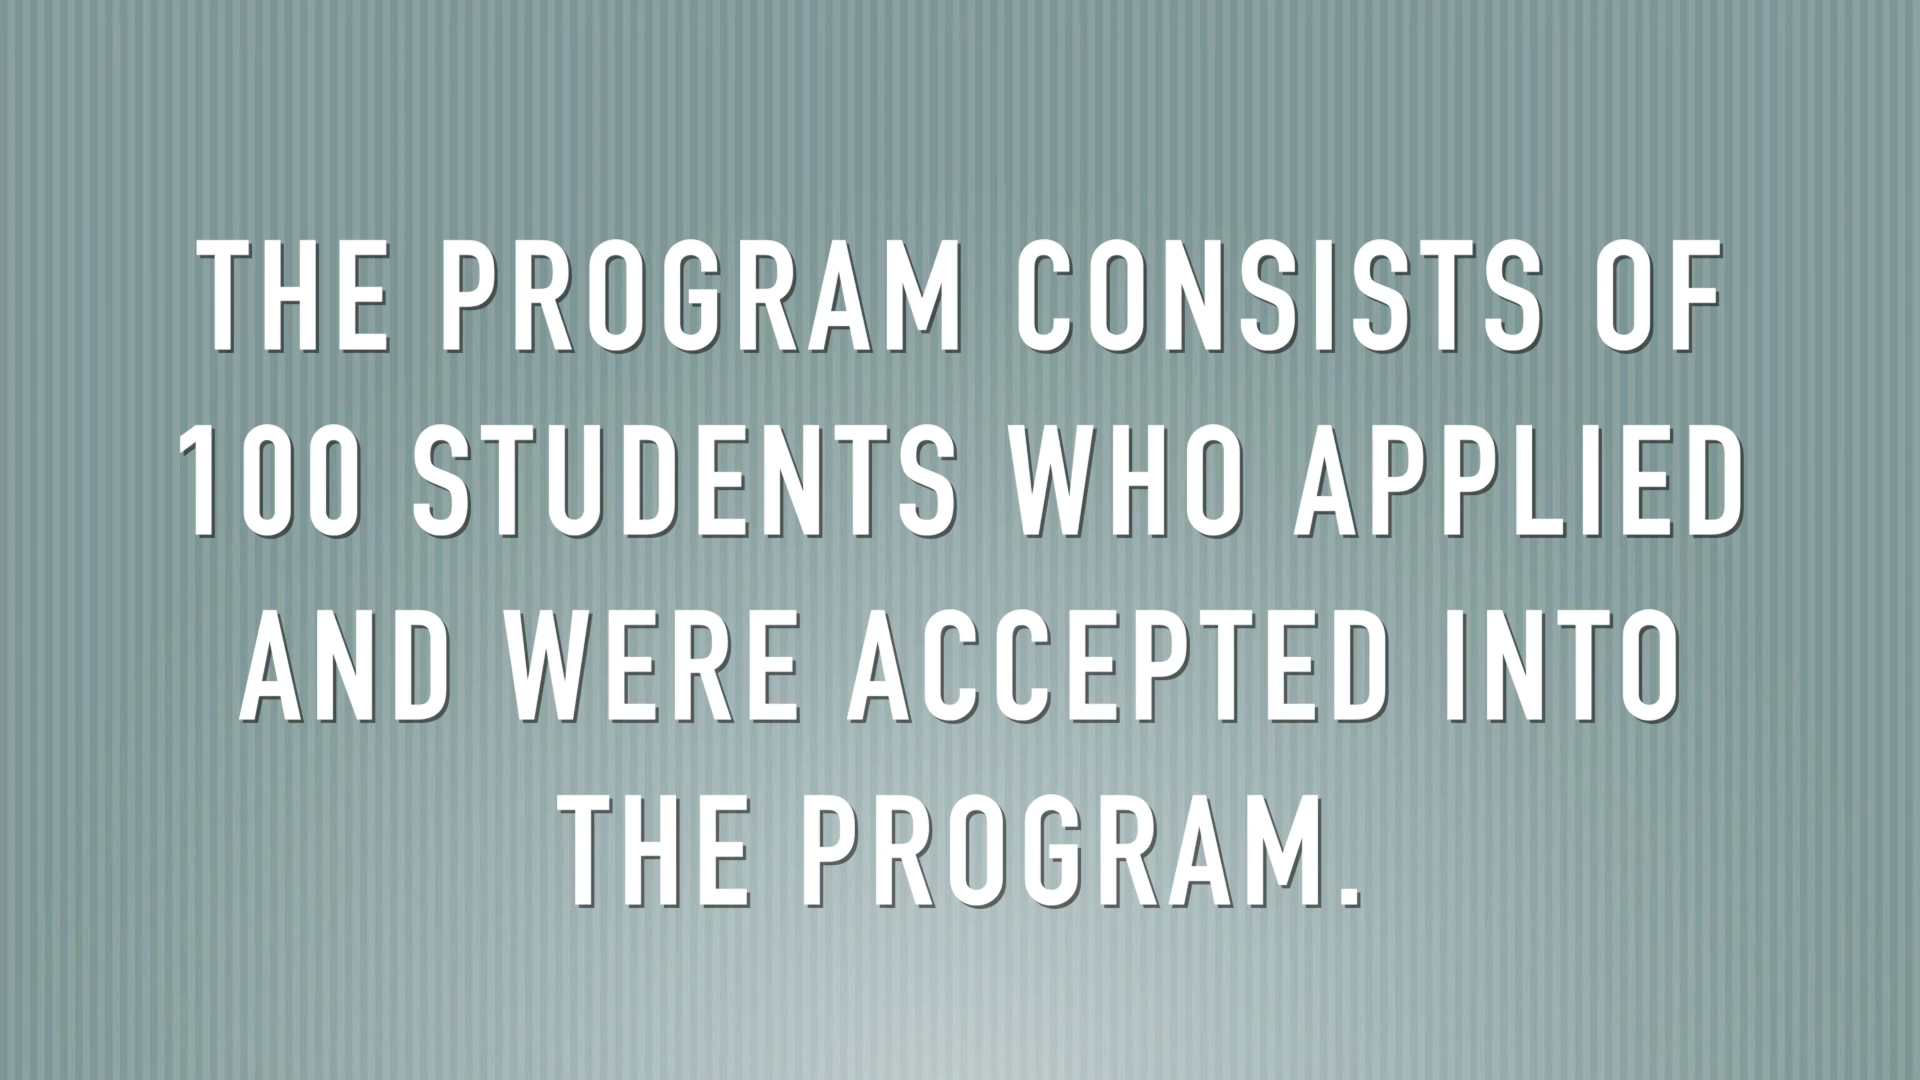 THE PROGRAM CONSISTS OF
100 STUDENTS WHO APPLIED
AND WERE ACCEPTED INTO
THE PROGRAM.